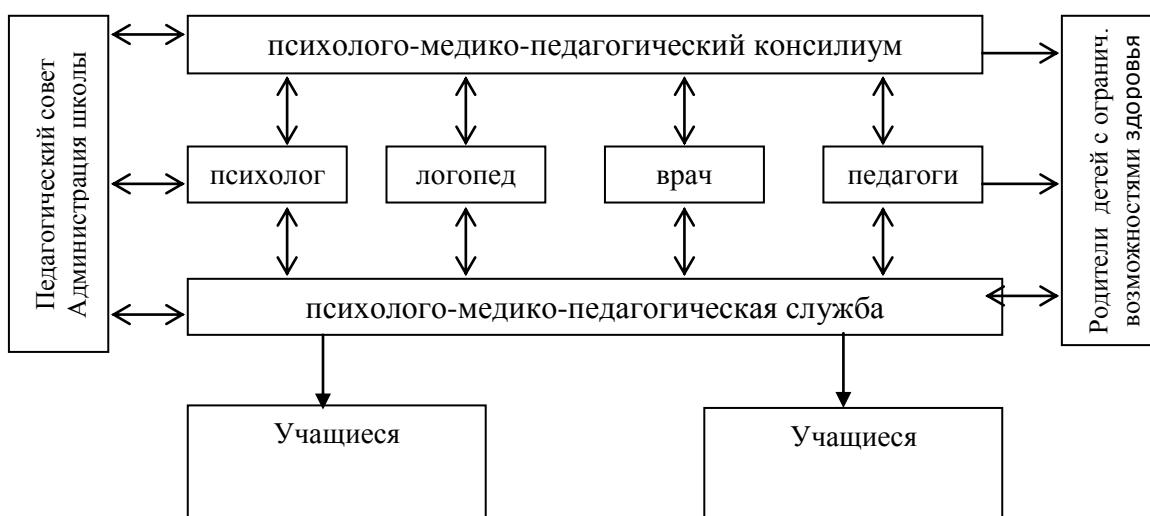 психолого-медико-педагогический консилиум
Педагогический совет
Администрация школы
Родители детей с огранич.
возможностями здоровья
психолог
логопед
врач
педагоги
психолого-медико-педагогическая служба
Учащиеся
Учащиеся